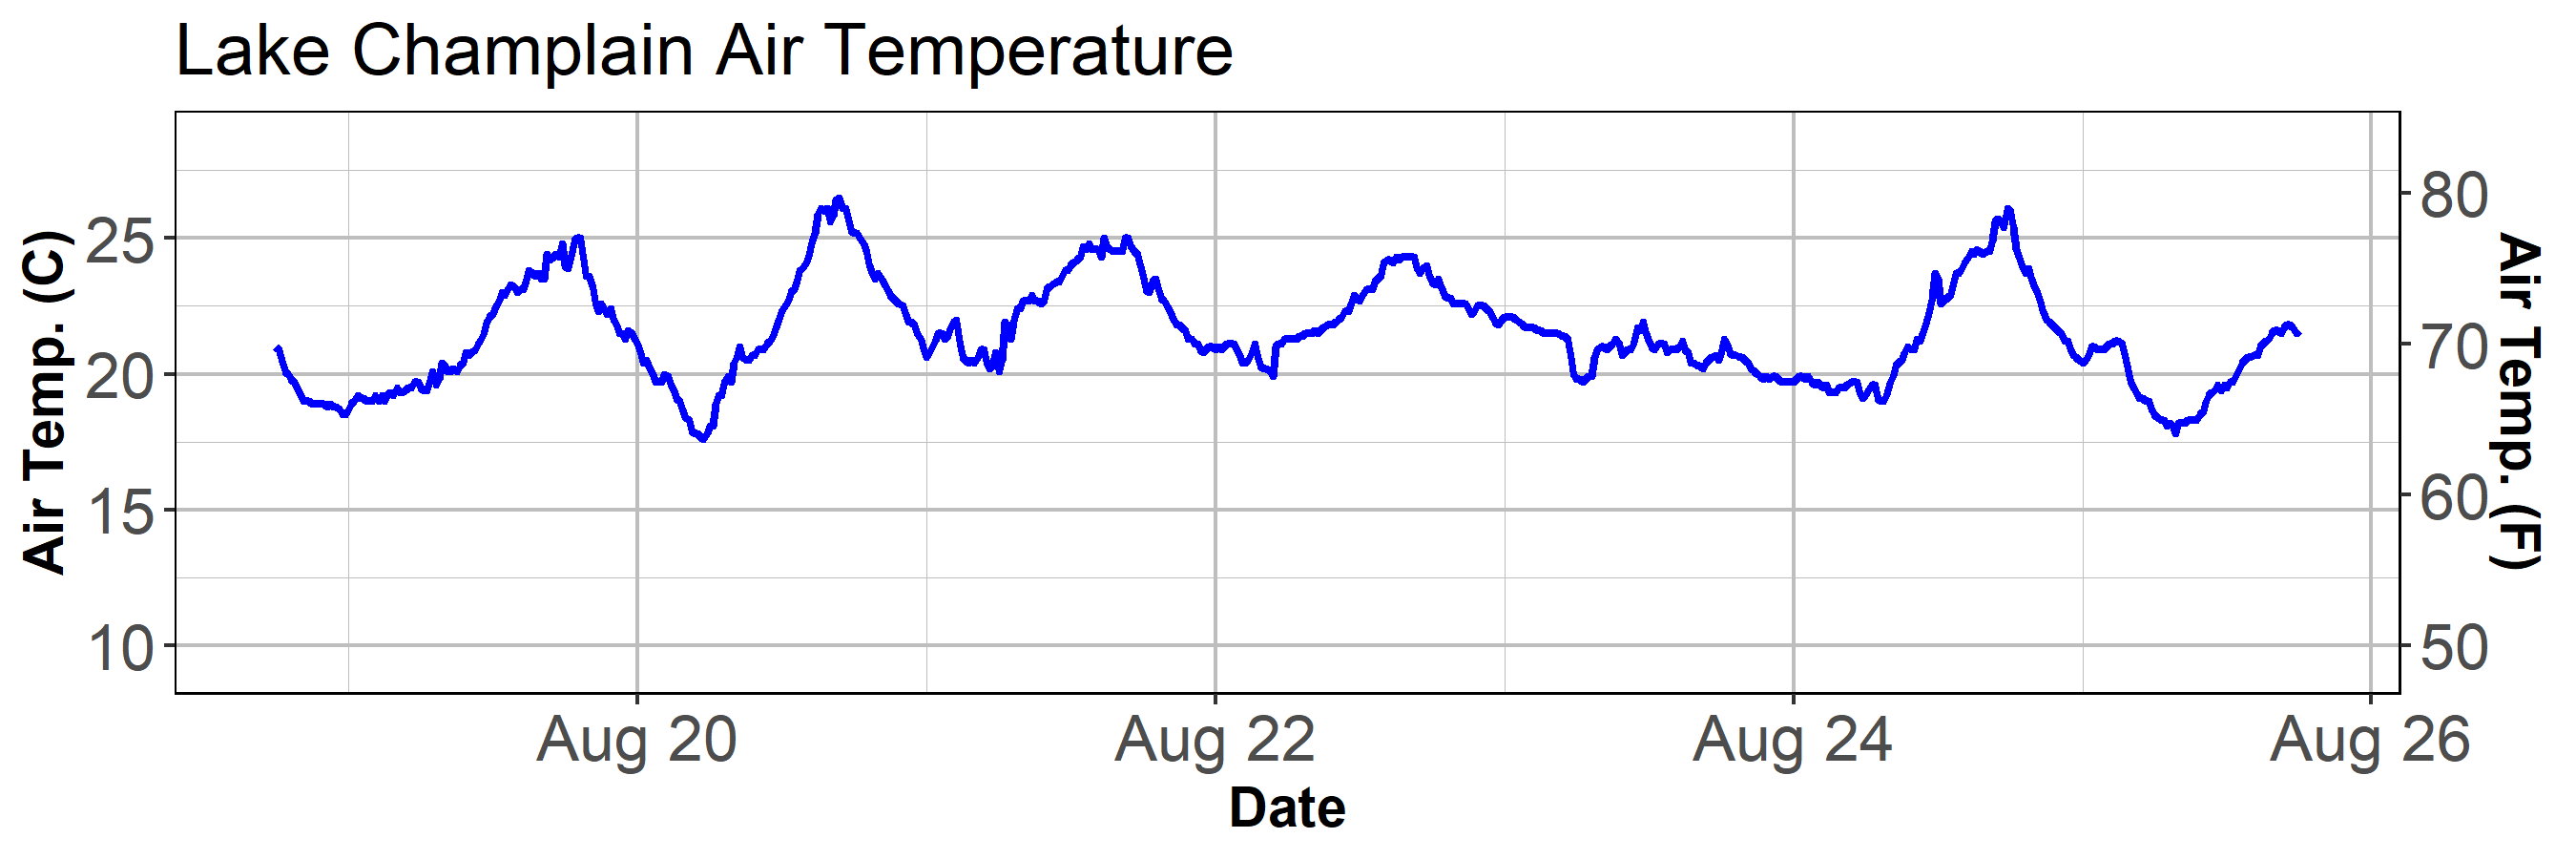 Lake Champlain Air Temperature
Air Temp. (C)
25
20
15
10
80
70
60
50
Air Temp. (F)
Aug 20
Aug 22
Aug 24
Aug 26
Date